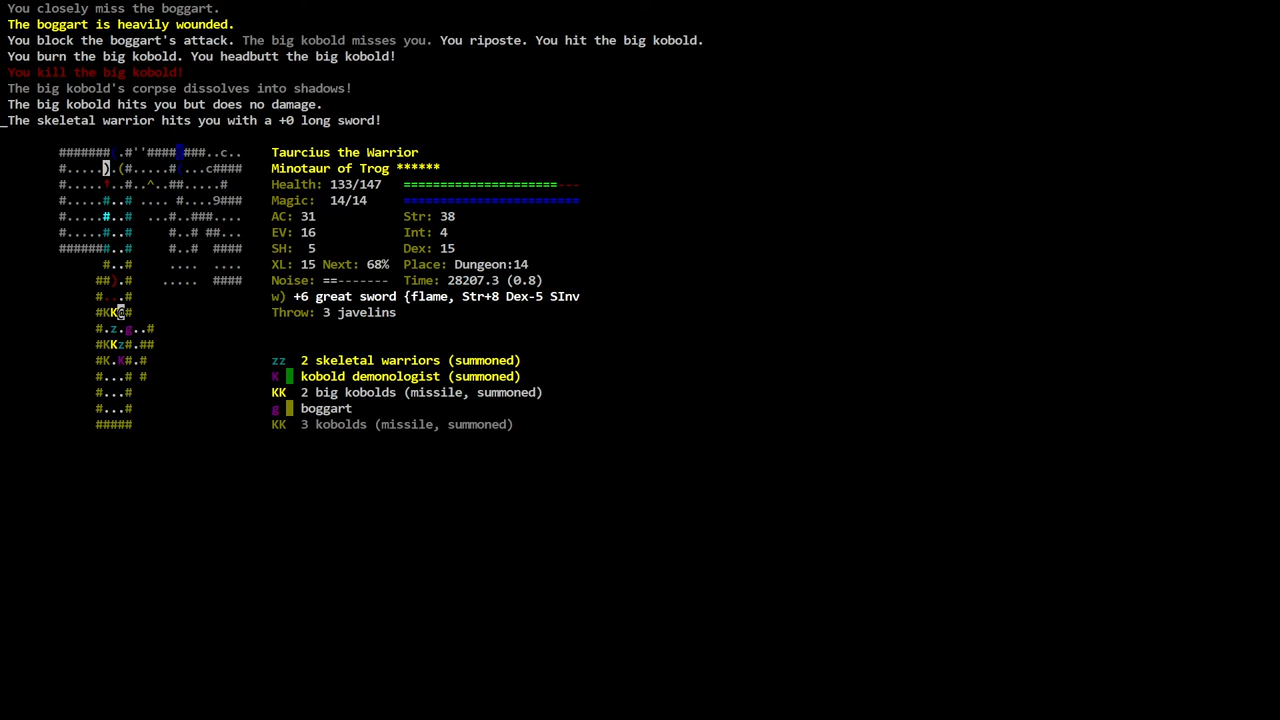 You closely miss the boggart.
The boggart is heavily wounded.
You block the boggart's attack. The big kobold misses you. You riposte. You hit the big kobold.
You burn the big kobold. You headbutt the big kobold!
You kill the big kobold!
The big kobold's corpse dissolves into shadows!
The big kobold hits you but does no damage.
_The skeletal warrior hits you with a +0 long sword!
#######(.#''#### ###..c.. Taurcius the Warrior
#.....).(#.....#(...c#### Minotaur of Trog ******
#.....↑..#..^..##.....# Health: 133/147 =====================---
#.....#..# .... #....9### Magic: 14/14 ========================
#.....#..# ...#..###.... AC: 31 Str: 38
#.....#..# #..# ##... EV: 16 Int: 4
######..# #..# #### SH: 5 Dex: 15
#..# .... .... XL: 15 Next: 68% Place: Dungeon:14
##).# ..... #### Noise: ==------- Time: 28207.3 (0.8)
#...# w) +6 great sword {flame, Str+8 Dex-5 SInv
#KK@# Throw: 3 javelins
#.z.g..#
#KKz#.## zz 2 skeletal warriors (summoned)
#K.K#.# K kobold demonologist (summoned)
#...# # KK 2 big kobolds (missile, summoned)
#...# g boggart
#####  KK 3 kobolds (missile, summoned)